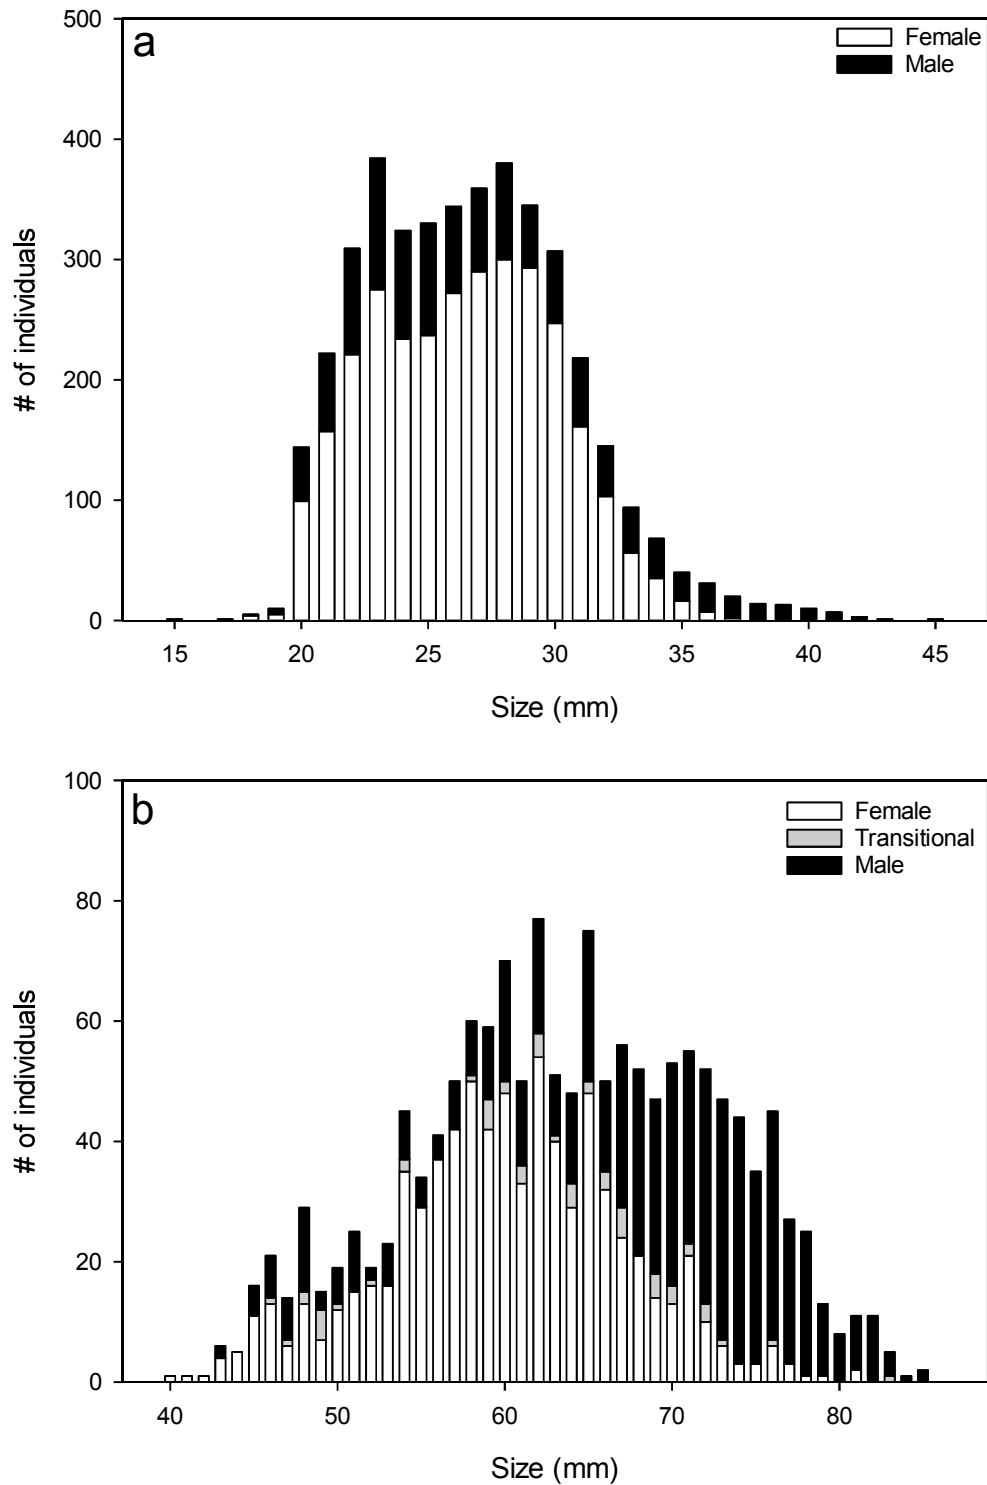 a
Female
Male
500
400
300
200
100
0
# of individuals
15 20 25 30 35 40 45
Size (mm)
b
Female
Transitional
Male
100
80
60
40
20
0
# of individuals
40 50 60 70 80
Size (mm)